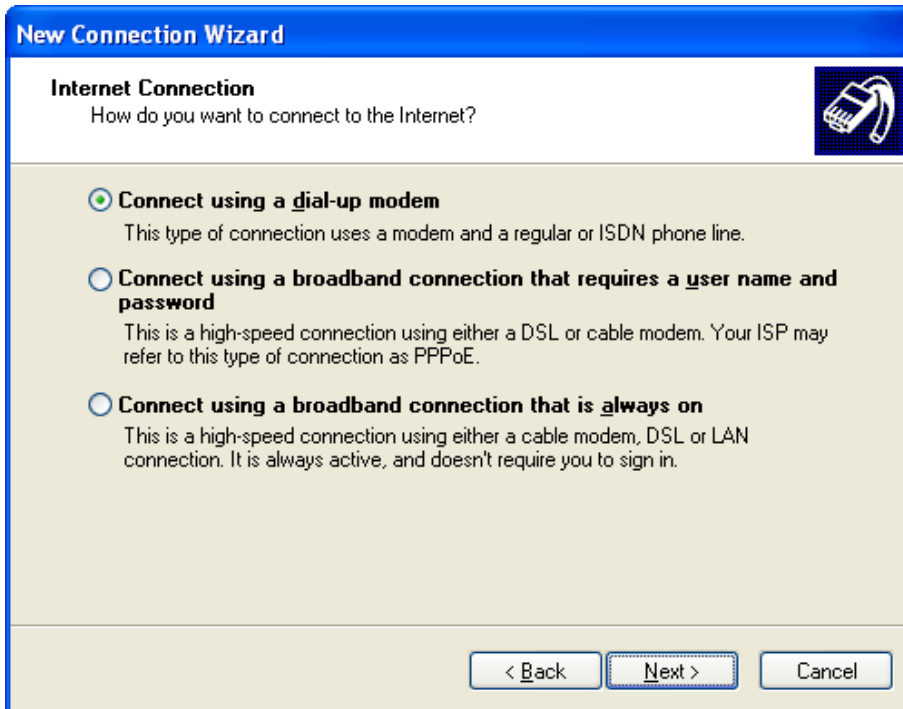 New Connection Wizard
Internet Connection
How do you want to connect to the Internet?
Connect using a dial-up modem
This type of connection uses a modem and a regular or ISDN phone line.
Connect using a broadband connection that requires a user name and
password
This is a high-speed connection using either a DSL or cable modem. Your ISP may
refer to this type of connection as PPPoE.
Connect using a broadband connection that is always on
This is a high-speed connection using either a cable modem, DSL or LAN
connection. It is always active, and doesn't require you to sign in.
< Back Next > Cancel